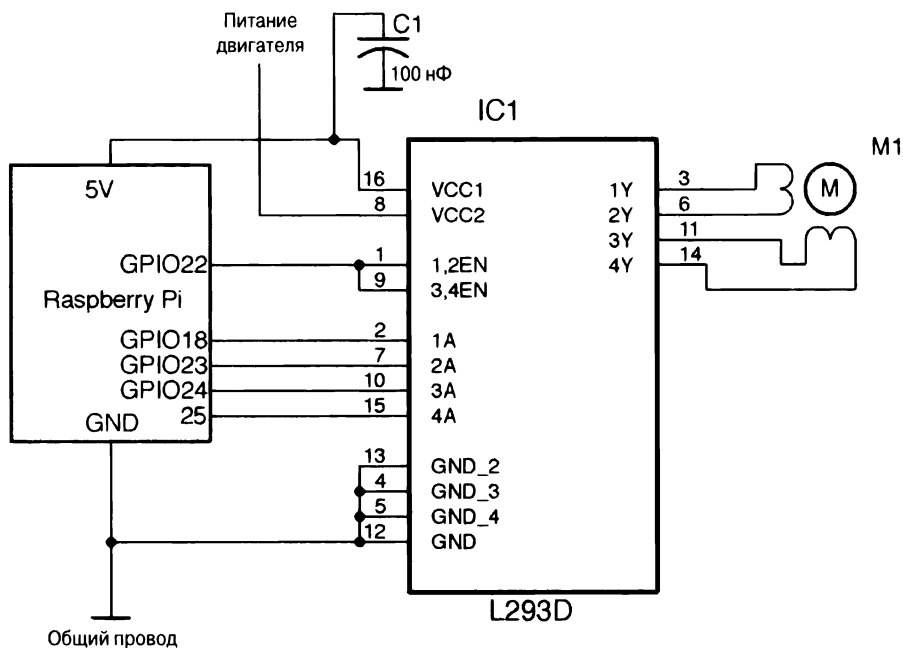 Питание
двигателя
C1
100 нФ
IC1
M1
5V
16
VCC1
1Y
3
M
8
VCC2
2Y
6
3Y
11
GPIO22
1
1,2EN
4Y
14
9
3,4EN
Raspberry Pi
GPIO18
2
1A
GPIO23
7
2A
GPIO24
10
3A
GND
25
15
4A
13
GND_2
4
GND_3
5
GND_4
12
GND
L293D
Общий провод